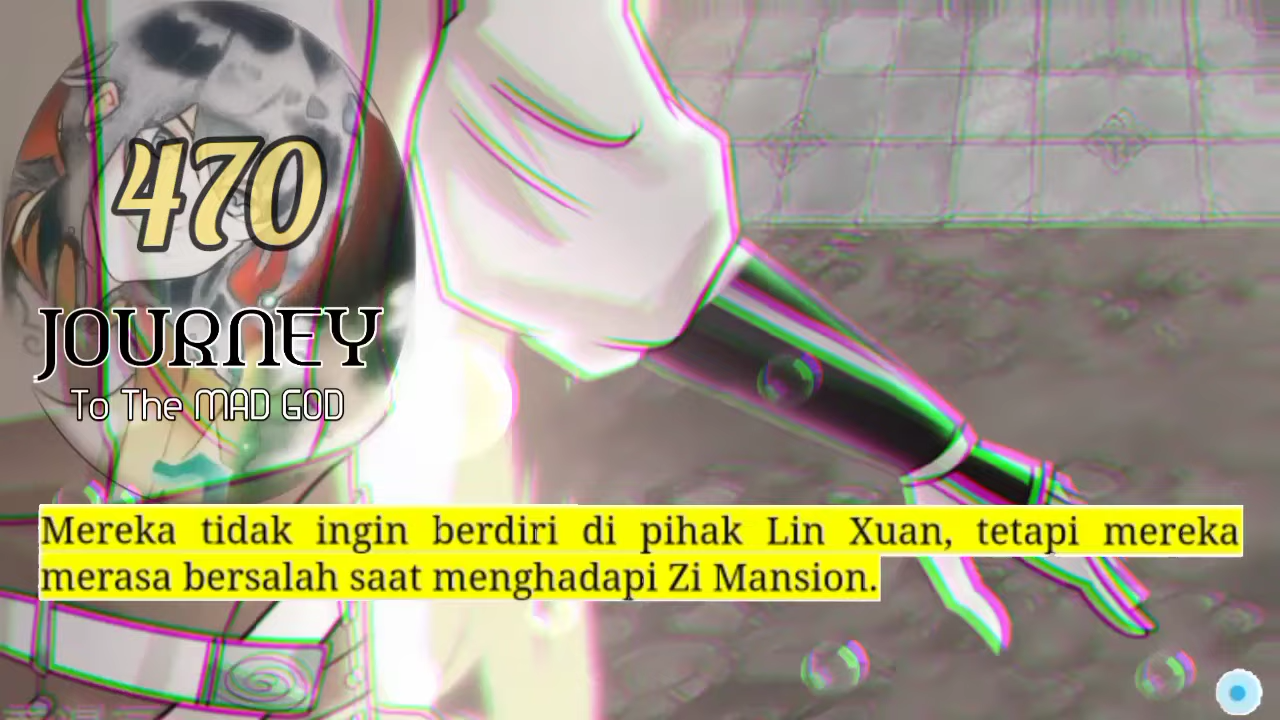 470
JOURNEY
To The MAD GOD
Mereka tidak ingin berdiri di pihak Lin Xuan, tetapi mereka
merasa bersalah saat menghadapi Zi Mansion.